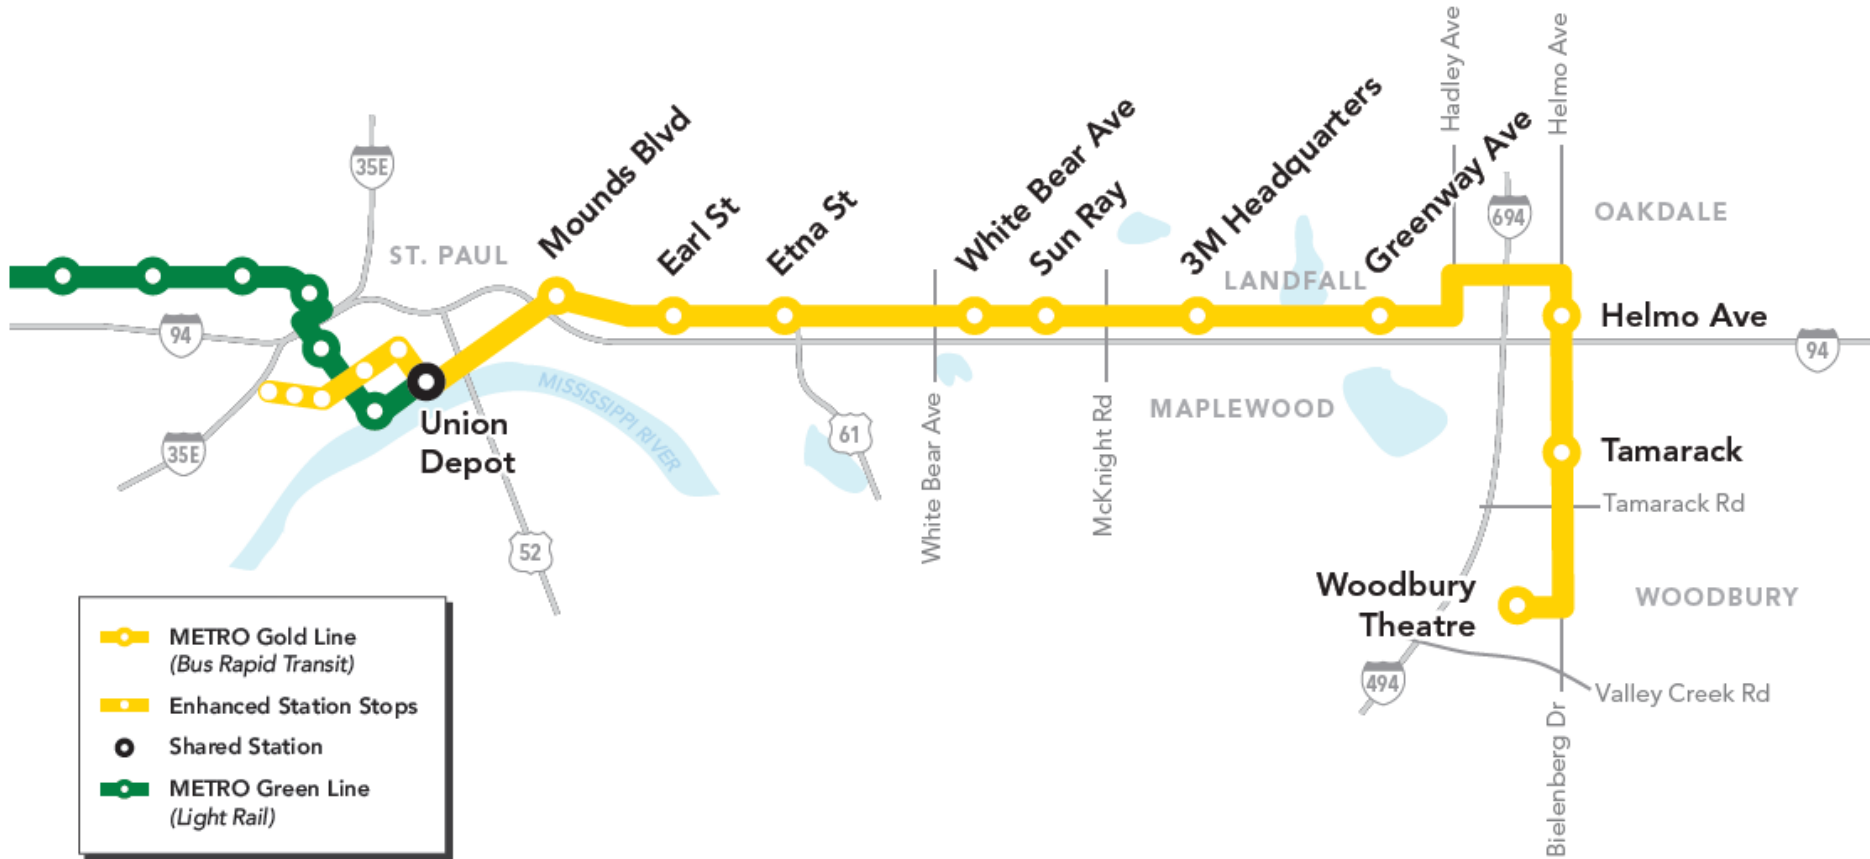 Hadley Ave
Helmo Ave
35E
Mounds Blvd
Earl St
Etna St
White Bear Ave
Sun Ray
3M Headquarters
Greenway Ave
694
OAKDALE
ST. PAUL
LANDFALL
94
Helmo Ave
94
MISSISSIPPI RIVER
MAPLEWOOD
Union
Depot
35E
61
White Bear Ave
McKnight Rd
Tamarack
Tamarack Rd
52
Woodbury
Theatre
WOODBURY
494
Valley Creek Rd
Bielenberg Dr
METRO Gold Line
(Bus Rapid Transit)
Enhanced Station Stops
Shared Station
METRO Green Line
(Light Rail)